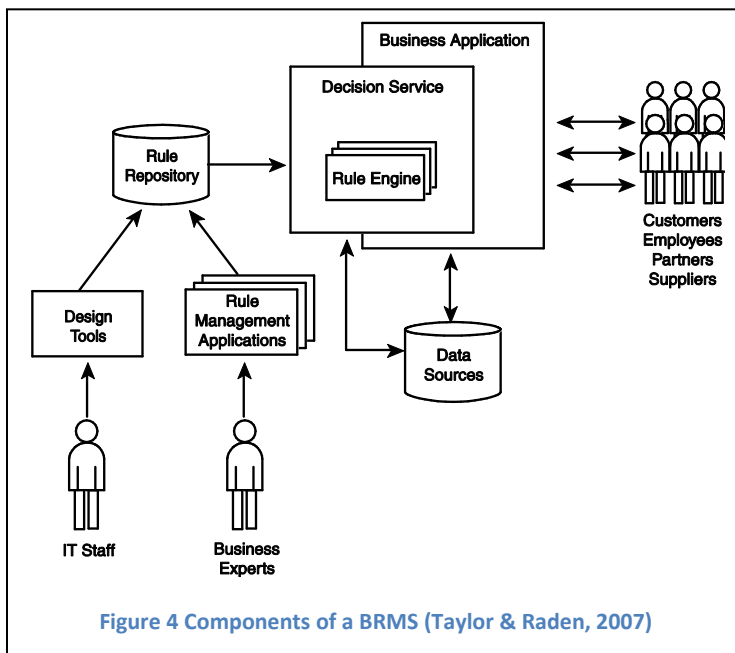 Business Application
Decision Service
Rule Engine
Rule
Repository
Customers
Employees
Partners
Suppliers
Design
Tools
Rule
Management
Applications
Data
Sources
IT Staff
Business
Experts
Figure 4 Components of a BRMS (Taylor & Raden, 2007)